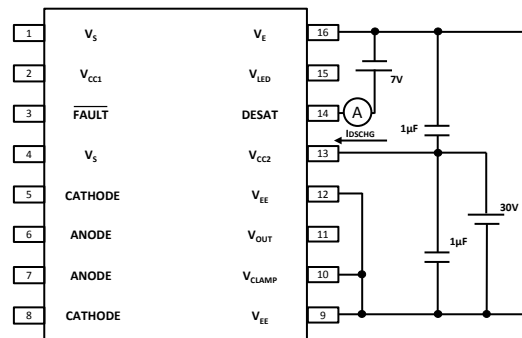 1 VS VE 16
2 VCC1 VLED 15
7V
3 FAULT DESAT 14 A
1μF
IDSCHG
4 VS VCC2 13
5 CATHODE VEE 12
30V
6 ANODE VOUT 11
1μF
7 ANODE VCLAMP 10
8 CATHODE VEE 9